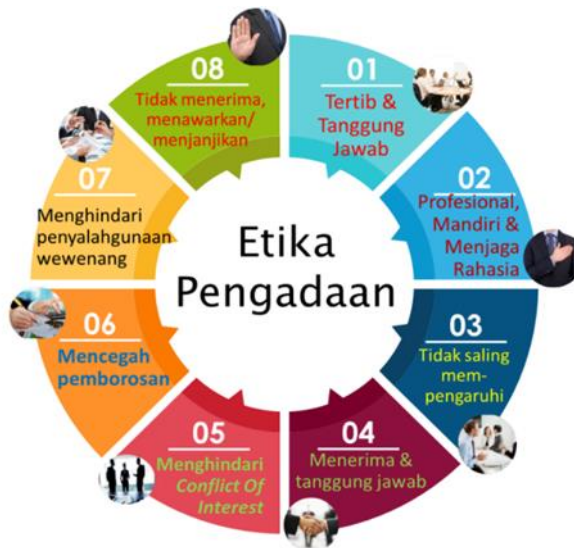 Etika
Pengadaan
01
Tertib &
Tanggung
Jawab
02
Profesional,
Mandiri &
Menjaga
Rahasia
03
Tidak saling
mem-
pengaruhi
04
Menerima &
tanggung jawab
05
Menghindari
Conflict Of
Interest
06
Mencegah
pemborosan
07
Menghindari
penyalahgunaan
wewenang
08
Tidak menerima,
menawarkan/
menjanjikan